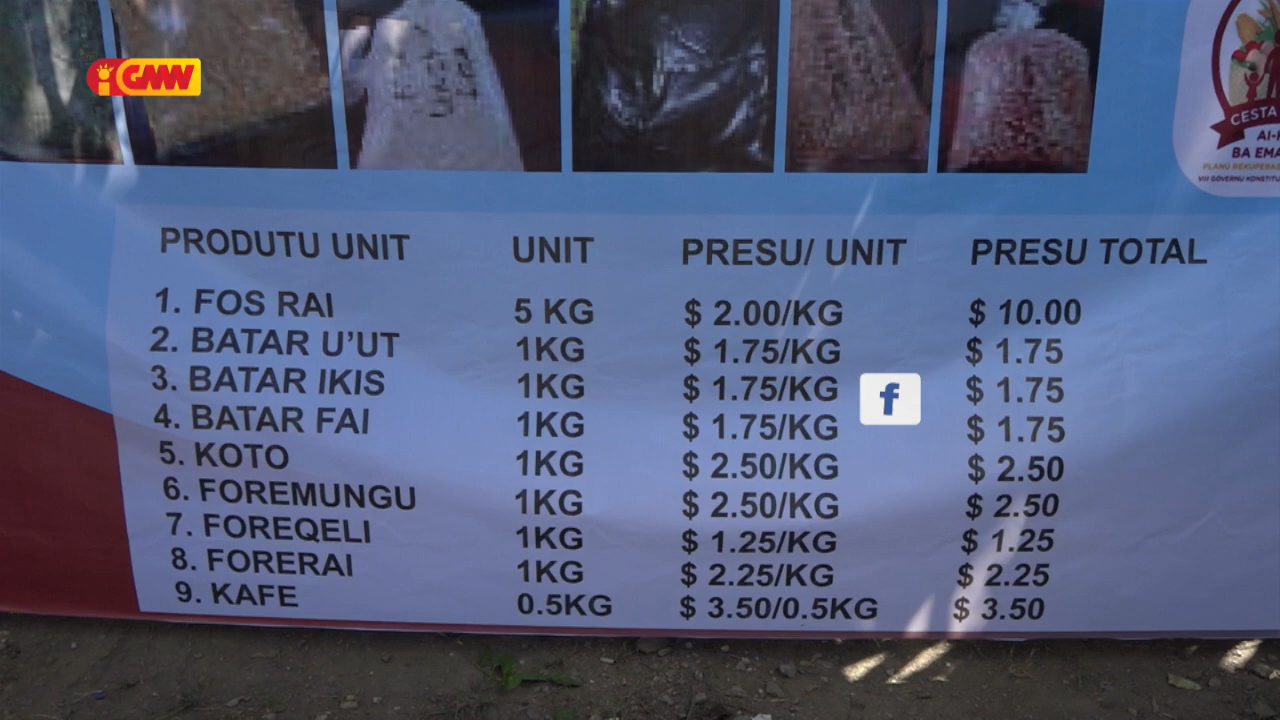 GMW
CESTA
BA EMA
PRODUTU UNIT UNIT PRESU/ UNIT PRESU TOTAL
1. FOS RAI 5 KG $ 2.00/KG $ 10.00
2. BATAR U’UT 1KG $ 1.75/KG $ 1.75
3. BATAR IKIS 1KG $ 1.75/KG $ 1.75
f
4. BATAR FAI 1KG $ 1.75/KG $ 1.75
5. KOTO 1KG $ 2.50/KG $ 2.50
6. FOREMUNGU 1KG $ 2.50/KG $ 2.50
7. FOREQELI 1KG $ 1.25/KG $ 1.25
8. FORERAI 1KG $ 2.25/KG $ 2.25
9. KAFE 0.5KG $ 3.50/0.5KG $ 3.50